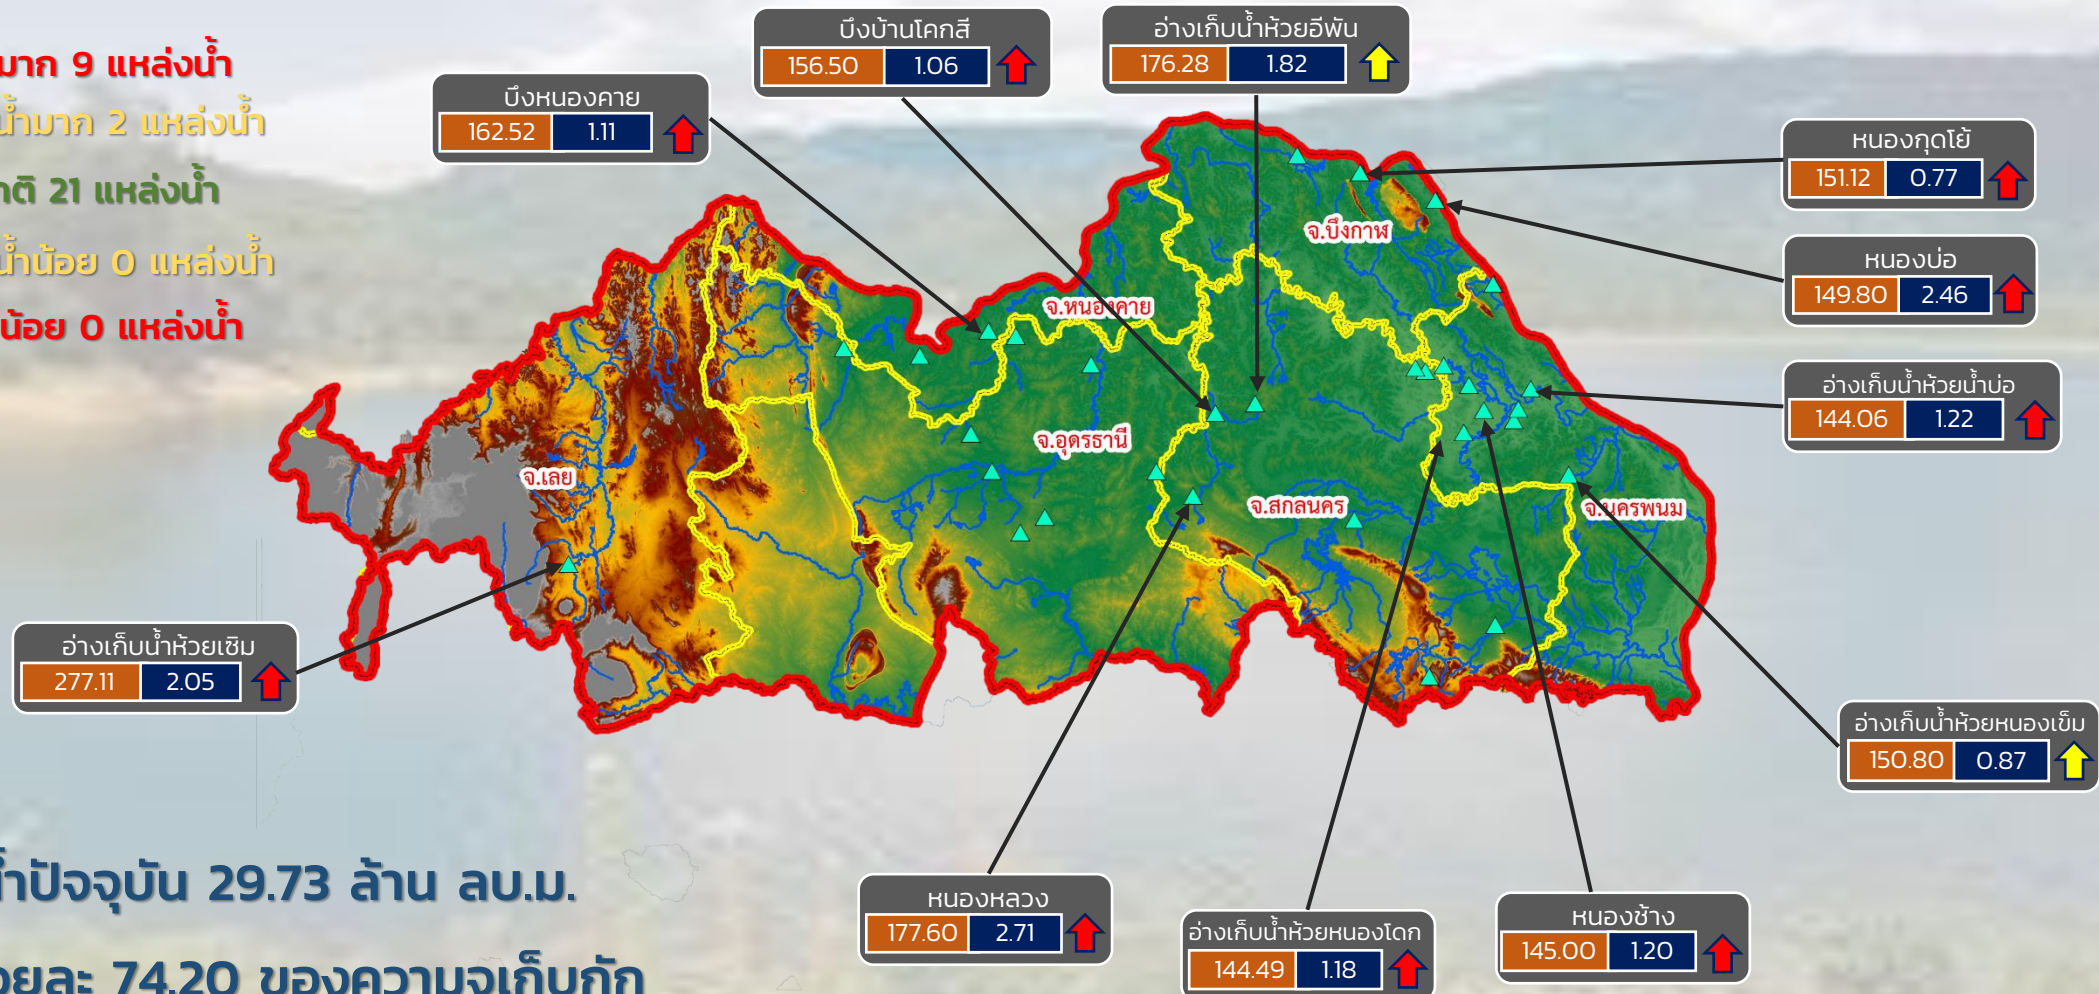 มาก 9 แหล่งน้ำ
น้ำมาก 2 แหล่งน้ำ
กติ 21 แหล่งน้ำ
น้ำน้อย 0 แหล่งน้ำ
น้อย 0 แหล่งน้ำ
บึงบ้านโคกสี
156.50 1.06
อ่างเก็บน้ำห้วยอีพัน
176.28 1.82
บึงหนองคาย
162.52 1.11
หนองกุดโย้
151.12 0.77
หนองบ่อ
149.80 2.46
อ่างเก็บน้ำห้วยน้ำบ่อ
144.06 1.22
จ.บึงกาฬ
จ.หนองคาย
จ.อุดรธานี
จ.เลย
จ.สกลนคร
จ.นครพนม
อ่างเก็บน้ำห้วยเซิม
277.11 2.05
อ่างเก็บน้ำห้วยหนองเข็ม
150.80 0.87
หนองหลวง
177.60 2.71
อ่างเก็บน้ำห้วยหนองโดก
144.49 1.18
หนองช้าง
145.00 1.20
น้ำปัจจุบัน 29.73 ล้าน ลบ.ม.
อยละ 74.20 ของความจุเก็บกัก